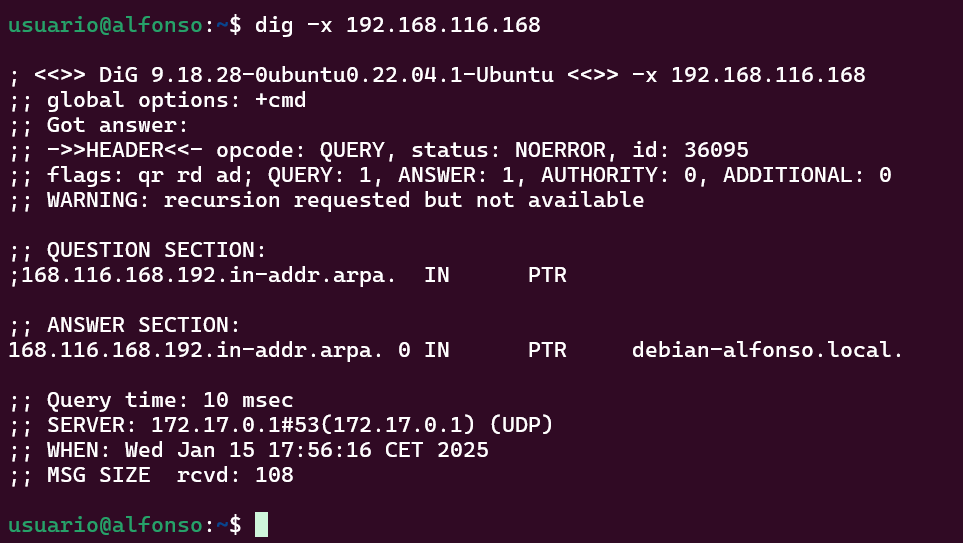 usuario@alfonso:~$ dig -x 192.168.116.168

; <<>> DiG 9.18.28-0ubuntu0.22.04.1-Ubuntu <<>> -x 192.168.116.168
;; global options: +cmd
;; Got answer:
;; ->>HEADER<<- opcode: QUERY, status: NOERROR, id: 36095
;; flags: qr rd ad; QUERY: 1, ANSWER: 1, AUTHORITY: 0, ADDITIONAL: 0
;; WARNING: recursion requested but not available

;; QUESTION SECTION:
;168.116.168.192.in-addr.arpa.  IN      PTR

;; ANSWER SECTION:
168.116.168.192.in-addr.arpa. 0 IN      PTR     debian-alfonso.local.

;; Query time: 10 msec
;; SERVER: 172.17.0.1#53(172.17.0.1) (UDP)
;; WHEN: Wed Jan 15 17:56:16 CET 2025
;; MSG SIZE  rcvd: 108

usuario@alfonso:~$